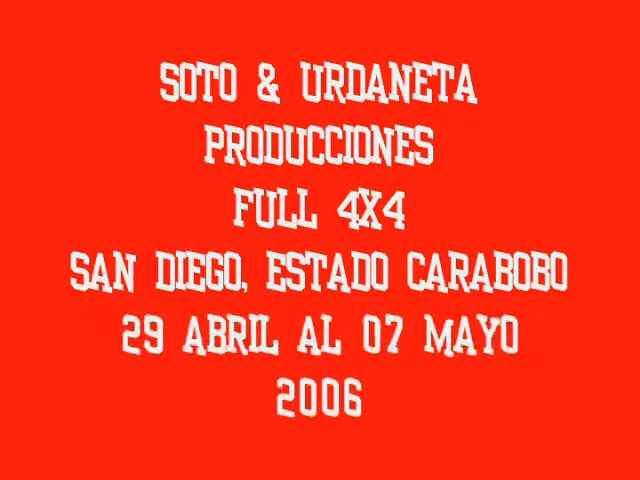 SOTO & URDANETA
PRODUCCIONES
FULL 4X4
SAN DIEGO, ESTADO CARABOBO
29 ABRIL AL 07 MAYO
2006